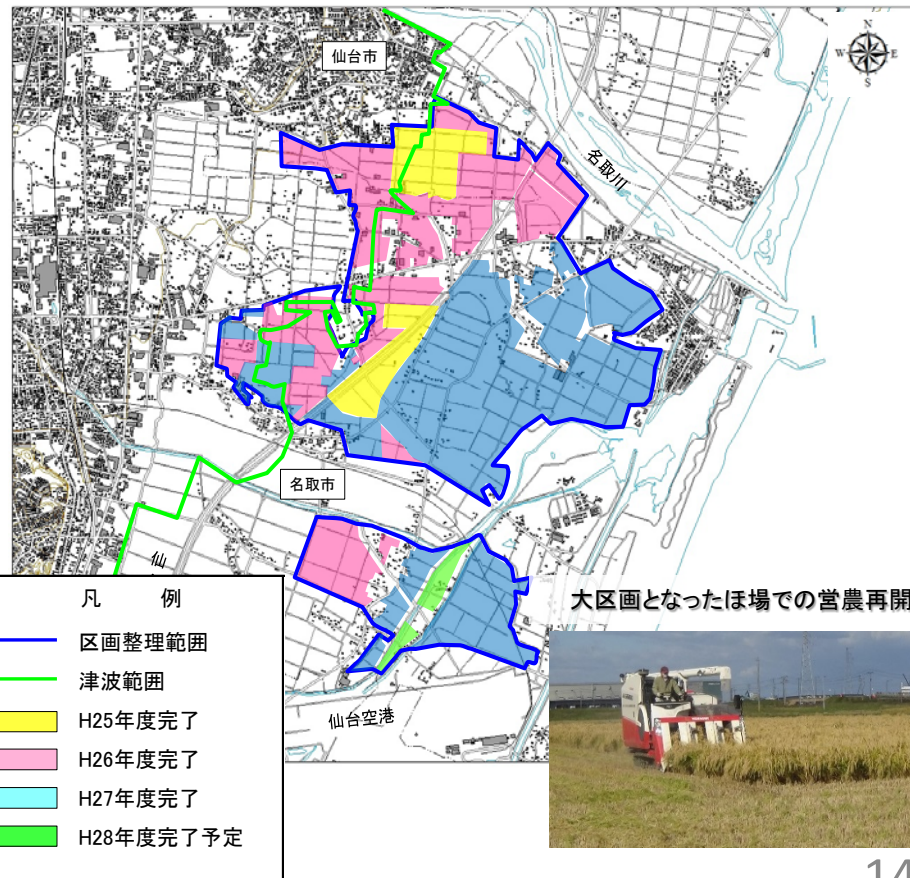 仙台市
N
W E
S
名取川
名取市
仙
仙台空港
凡 例
区画整理範囲
津波範囲
H25年度完了
H26年度完了
H27年度完了
H28年度完了予定
大区画となったほ場での営農再開
14